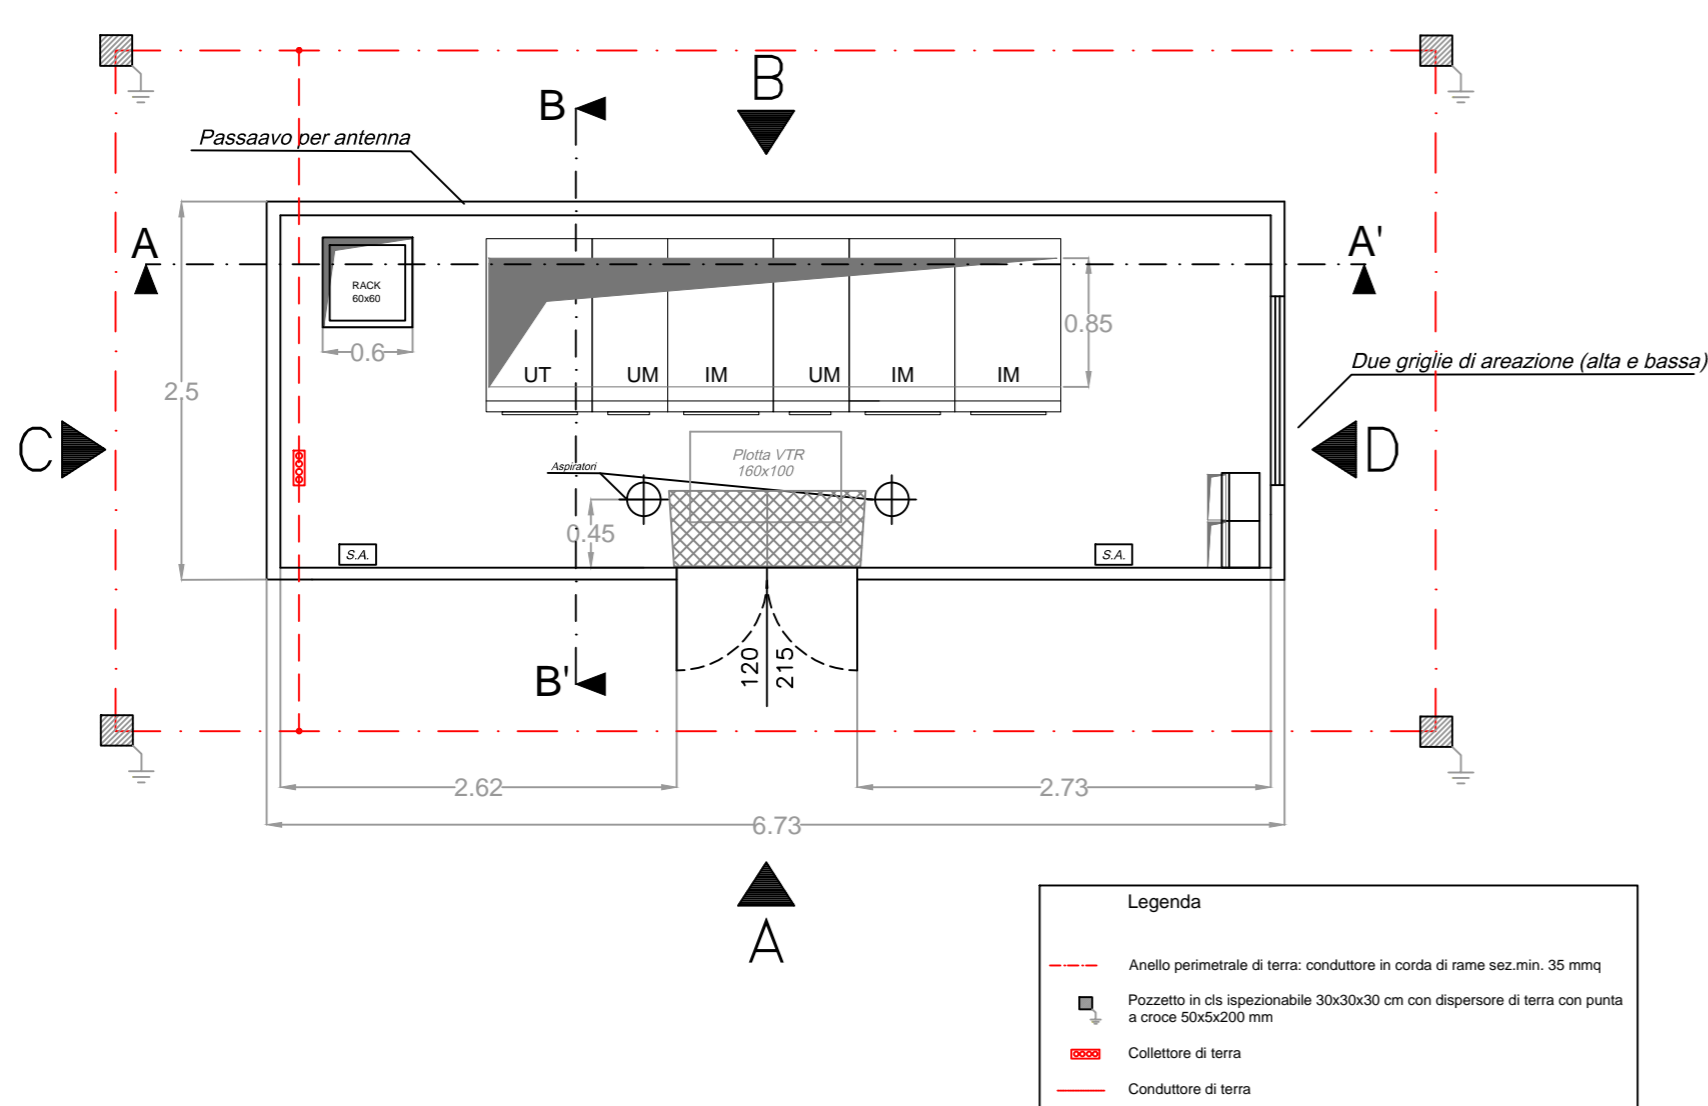 B
B
Passaavo per antenna
A
A'
RACK
60x60
0.6
0.85
2.5
UT
UM
IM
UM
IM
IM
Due griglie di areazione (alta e bassa)
C
D
Plotta VTR
160x100
Aspiratori
0.45
S.A.
S.A.
B'
120
215
2.62
2.73
6.73
A
Legenda
Anello perimetrale di terra: conduttore in corda di rame sez.min. 35 mmq
Pozzetto in cls ispezionabile 30x30x30 cm con dispersore di terra con punta
a croce 50x5x200 mm
Collettore di terra
Conduttore di terra